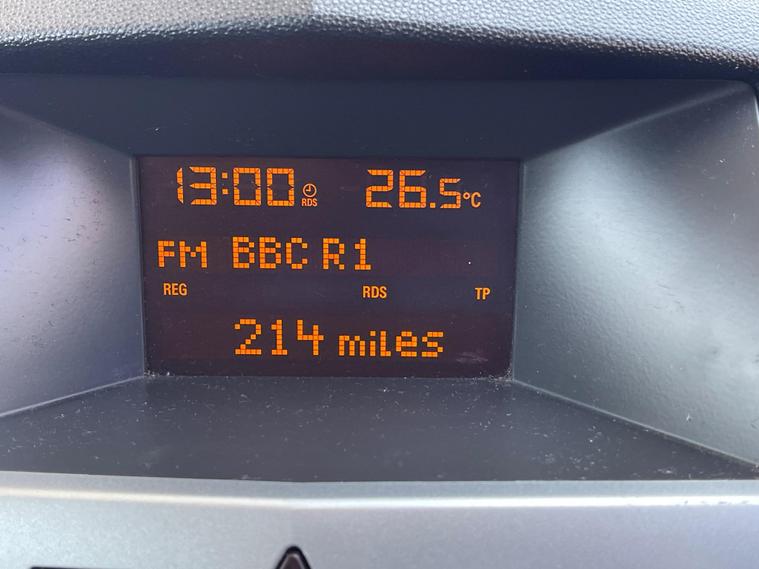 13:00 RDS 26.5°C
FM BBC R1
REG RDS TP
214 miles